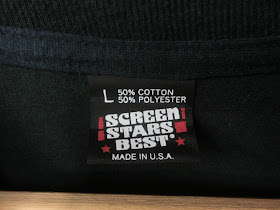 L 50% COTTON
50% POLYESTER
SCREEN
STARS
BEST
MADE IN U.S.A.